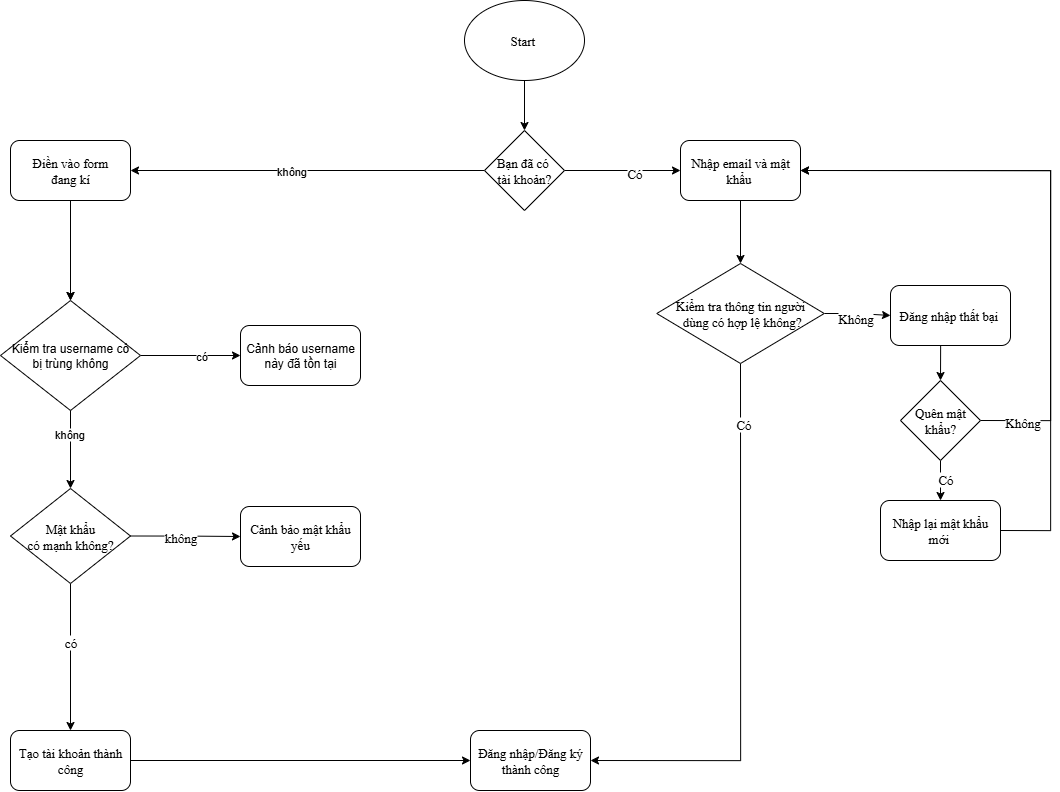 Start
Bạn đã có
tài khoản?
không
Có
Điền vào form
đang kí
Nhập email và mật
khẩu
Kiểm tra thông tin người
dùng có hợp lệ không?
Không
Đăng nhập thất bại
Kiểm tra username có
bị trùng không
có
Cảnh báo username
này đã tồn tại
Quên mật
khẩu?
Không
Có
không
Có
Nhập lại mật khẩu
mới
Mật khẩu
có mạnh không?
không
Cảnh báo mật khẩu
yếu
có
Tạo tài khoản thành
công
Đăng nhập/Đăng ký
thành công